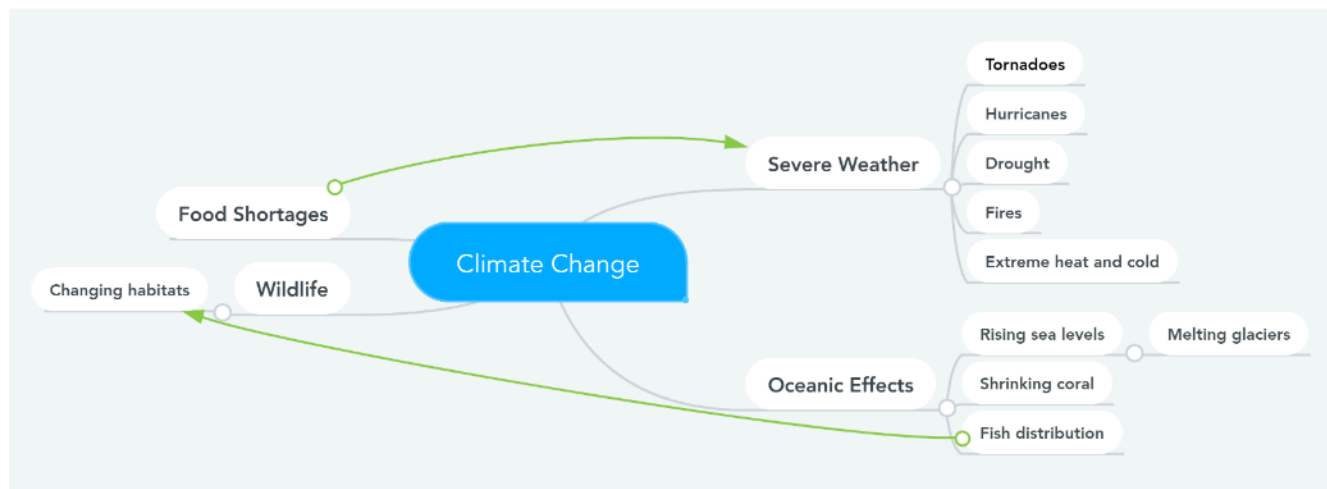 Climate Change
Severe Weather
Tornadoes
Hurricanes
Drought
Fires
Extreme heat and cold
Oceanic Effects
Rising sea levels
Melting glaciers
Shrinking coral
Fish distribution
Food Shortages
Wildlife
Changing habitats